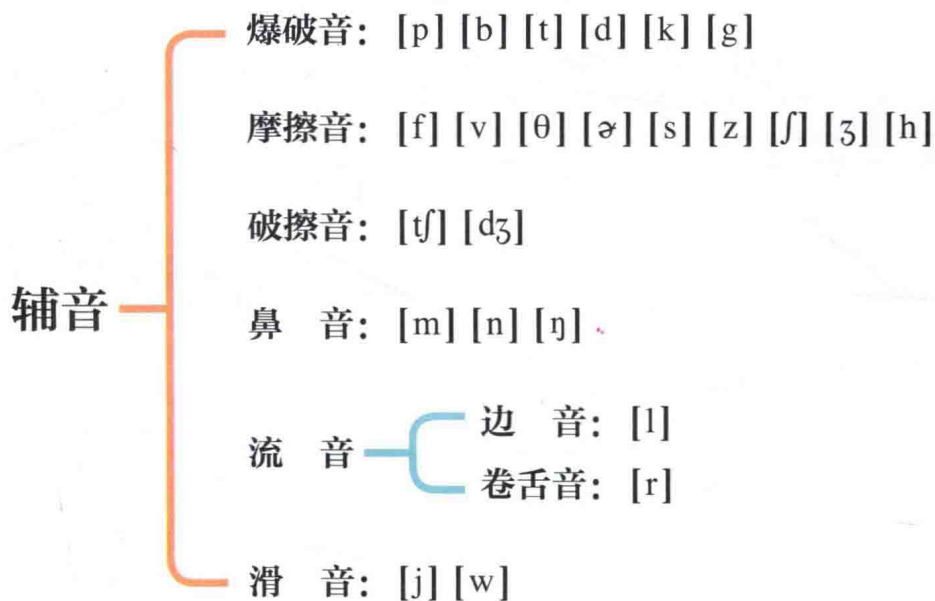 爆破音：[p] [b] [t] [d] [k] [g]
摩擦音：[f] [v] [θ] [ɚ] [s] [z] [ʃ] [ʒ] [h]
破擦音：[tʃ] [dʒ]
辅音
鼻　音：[m] [n] [ŋ]
流　音
边　音：[l]
卷舌音：[r]
滑　音：[j] [w]